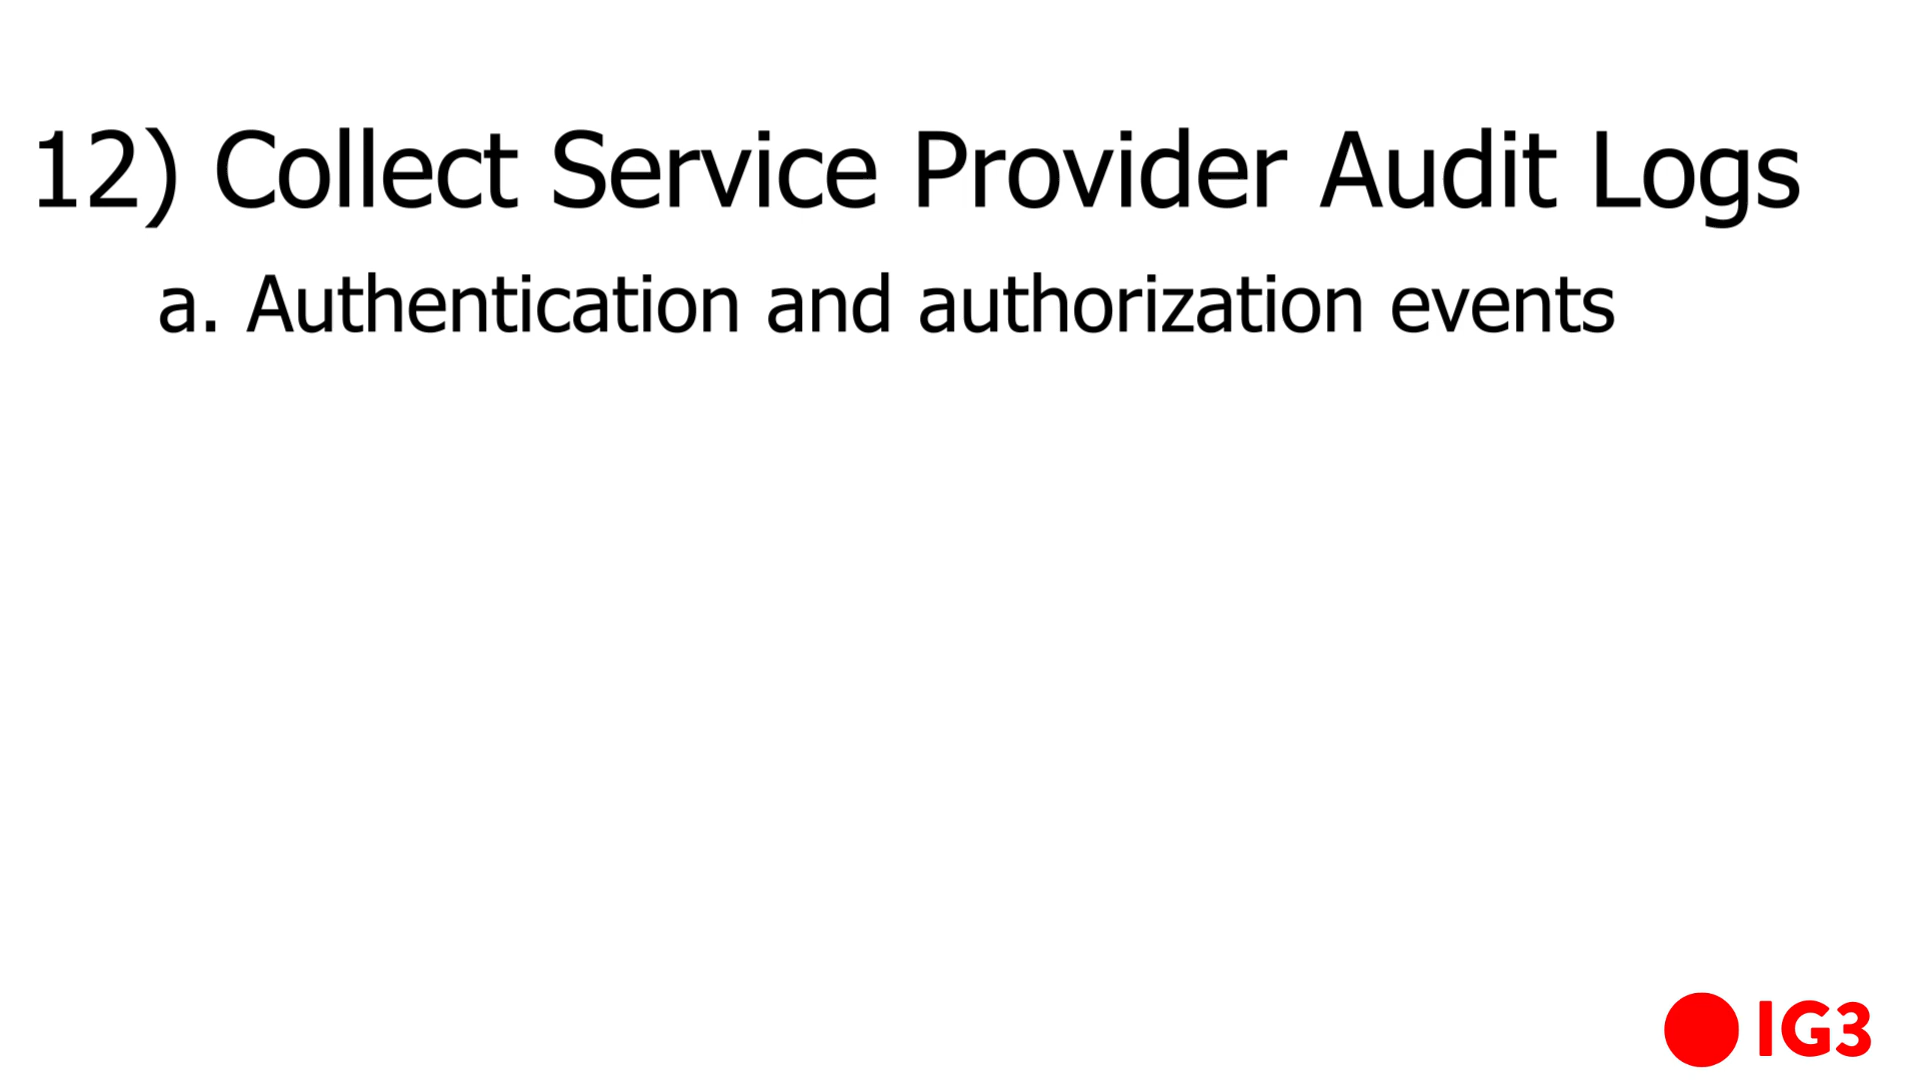 12) Collect Service Provider Audit Logs
a. Authentication and authorization events
IG3